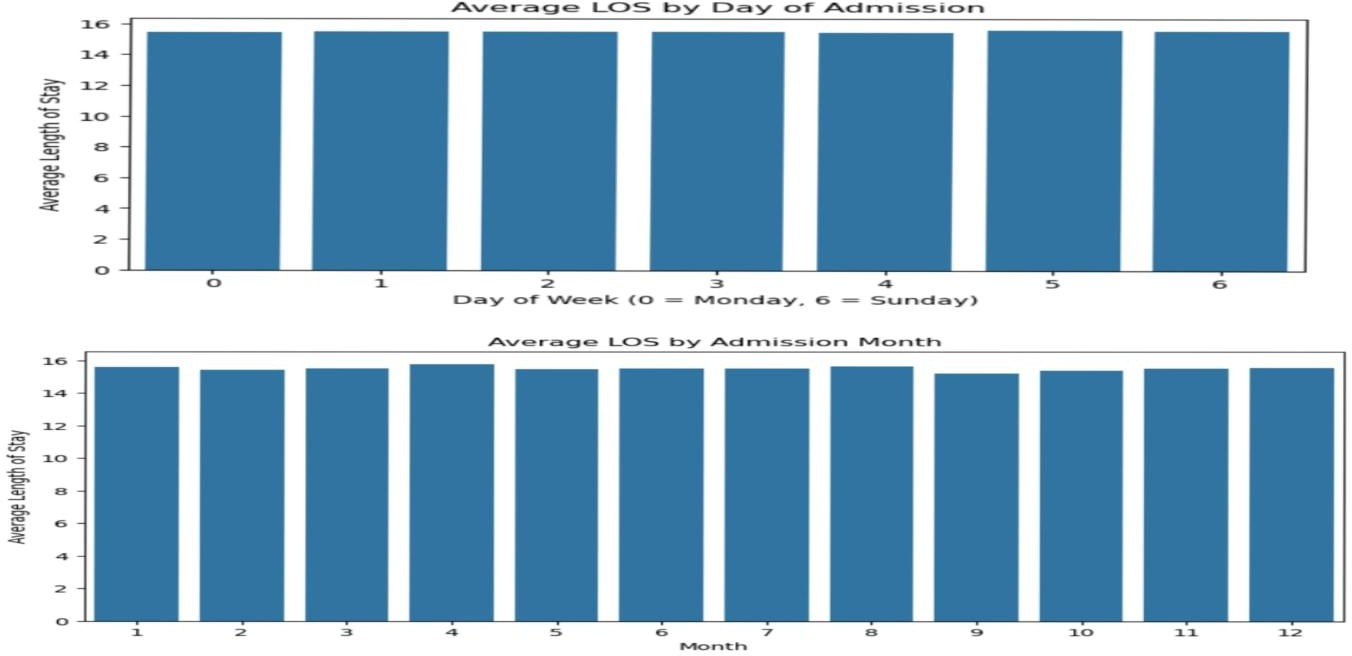 Average LOS by Day of Admission
Average Length of Stay
16
14
12
10
8
6
4
2
0
0 1 2 3 4 5 6
Day of Week (0 = Monday, 6 = Sunday)
Average LOS by Admission Month
Average Length of Stay
16
14
12
10
8
6
4
2
0
1 2 3 4 5 6 7 8 9 10 11 12
Month